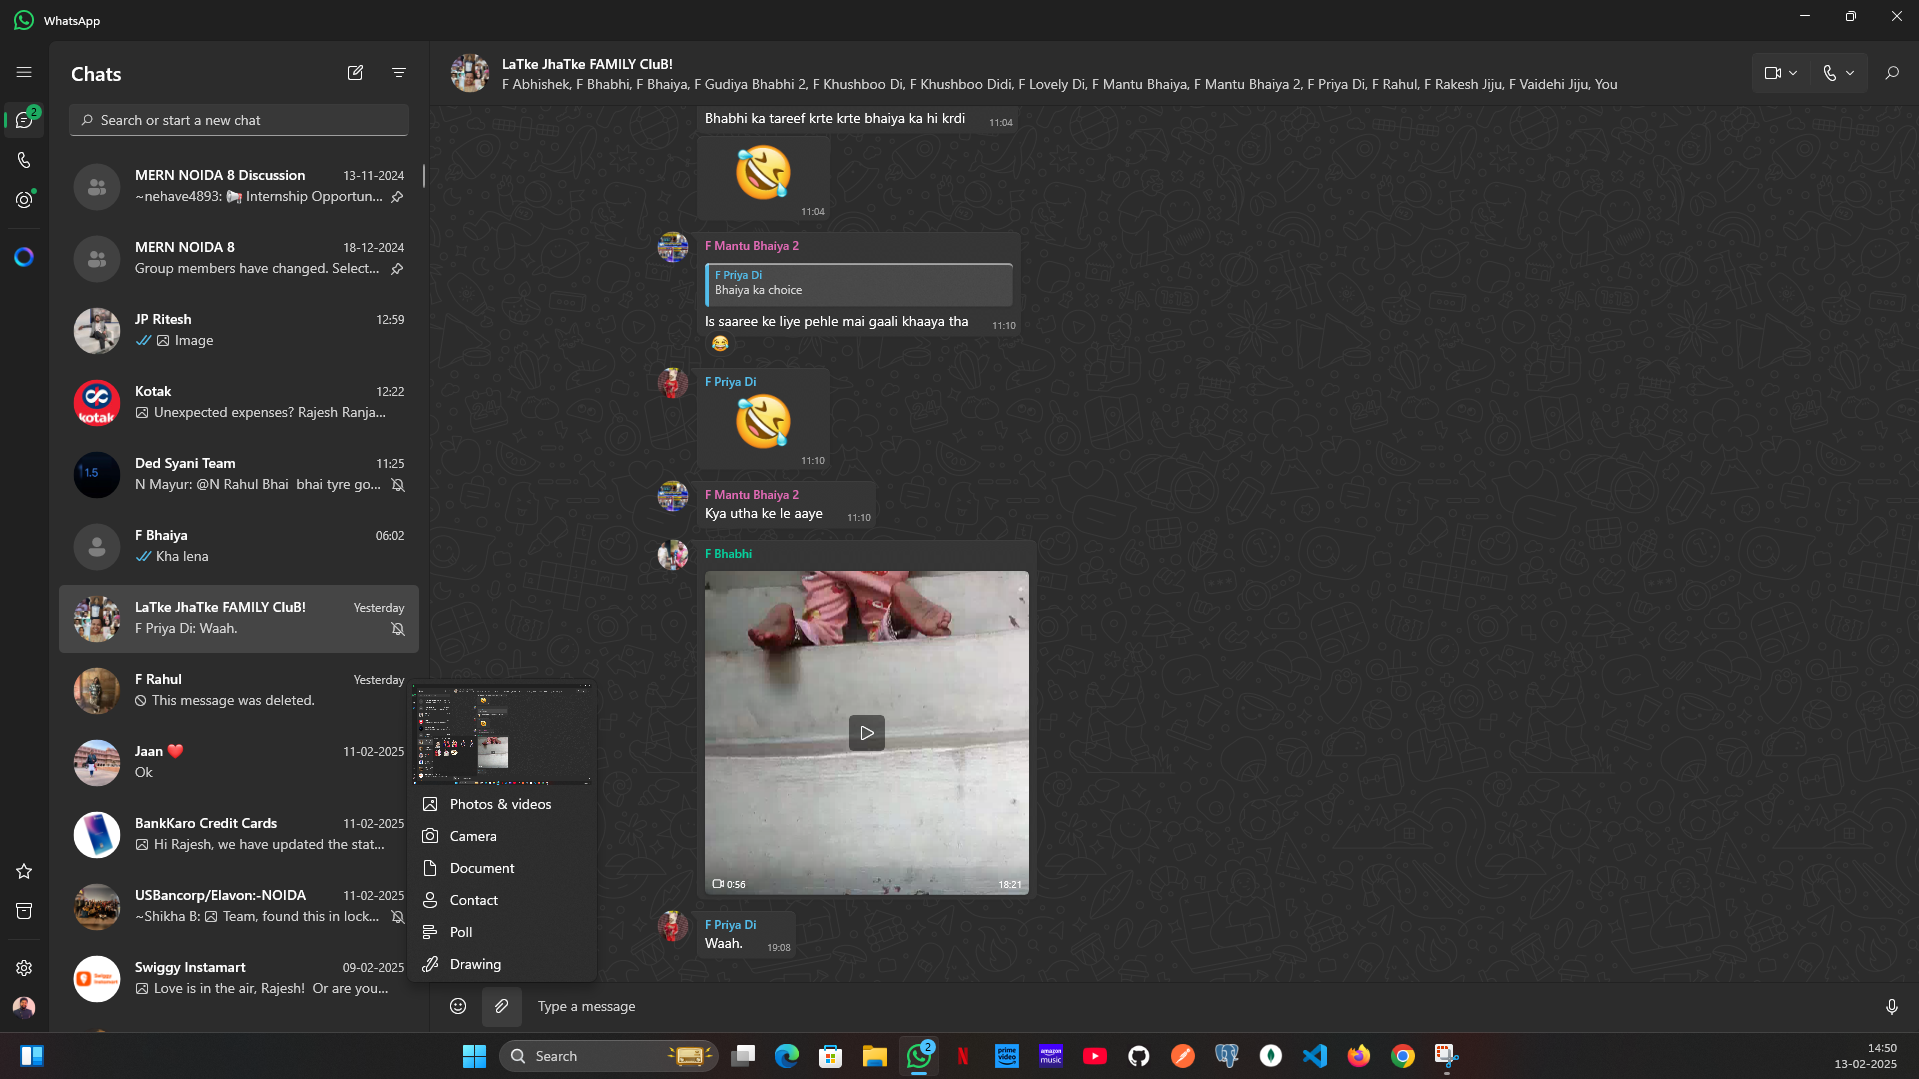 WhatsApp
Chats
Search or start a new chat
2
MERN NOIDA 8 Discussion 13-11-2024
~nehave4893: 📢 Internship Opportun...
MERN NOIDA 8 18-12-2024
Group members have changed. Select...
JP Ritesh 12:59
Image
Kotak 12:22
kotak
Unexpected expenses? Rajesh Ranja...
Ded Syani Team 11:25
1.5
N Mayur: @N Rahul Bhai bhai tyre go...
F Bhaiya 06:02
Kha lena
LaTke JhaTke FAMILY CluB! Yesterday
F Priya Di: Waah.
F Rahul Yesterday
This message was deleted.
Jaan ❤️ 11-02-2025
Ok
BankKaro Credit Cards 11-02-2025
Hi Rajesh, we have updated the stat...
USBancorp/Elavon:-NOIDA 11-02-2025
~Shikha B: Team, found this in lock...
Swiggy Instamart 09-02-2025
Love is in the air, Rajesh! Or are you...
LaTke JhaTke FAMILY CluB!
F Abhishek, F Bhabhi, F Bhaiya, F Gudiya Bhabhi 2, F Khushboo Di, F Khushboo Didi, F Lovely Di, F Mantu Bhaiya, F Mantu Bhaiya 2, F Priya Di, F Rahul, F Rakesh Jiju, F Vaidehi Jiju, You
Bhabhi ka tareef krte krte bhaiya ka hi krdi 11:04
🤣
11:04
F Mantu Bhaiya 2
F Priya Di
Bhaiya ka choice
Is saaree ke liye pehle mai gaali khaaya tha 11:10
😂
F Priya Di
🤣
11:10
F Mantu Bhaiya 2
Kya utha ke le aaye 11:10
F Bhabhi
0:56 18:21
F Priya Di
Waah. 19:08
Photos & videos
Camera
Document
Contact
Poll
Drawing
Type a message
Search
2
N
prime video
amazon music
14:50
13-02-2025